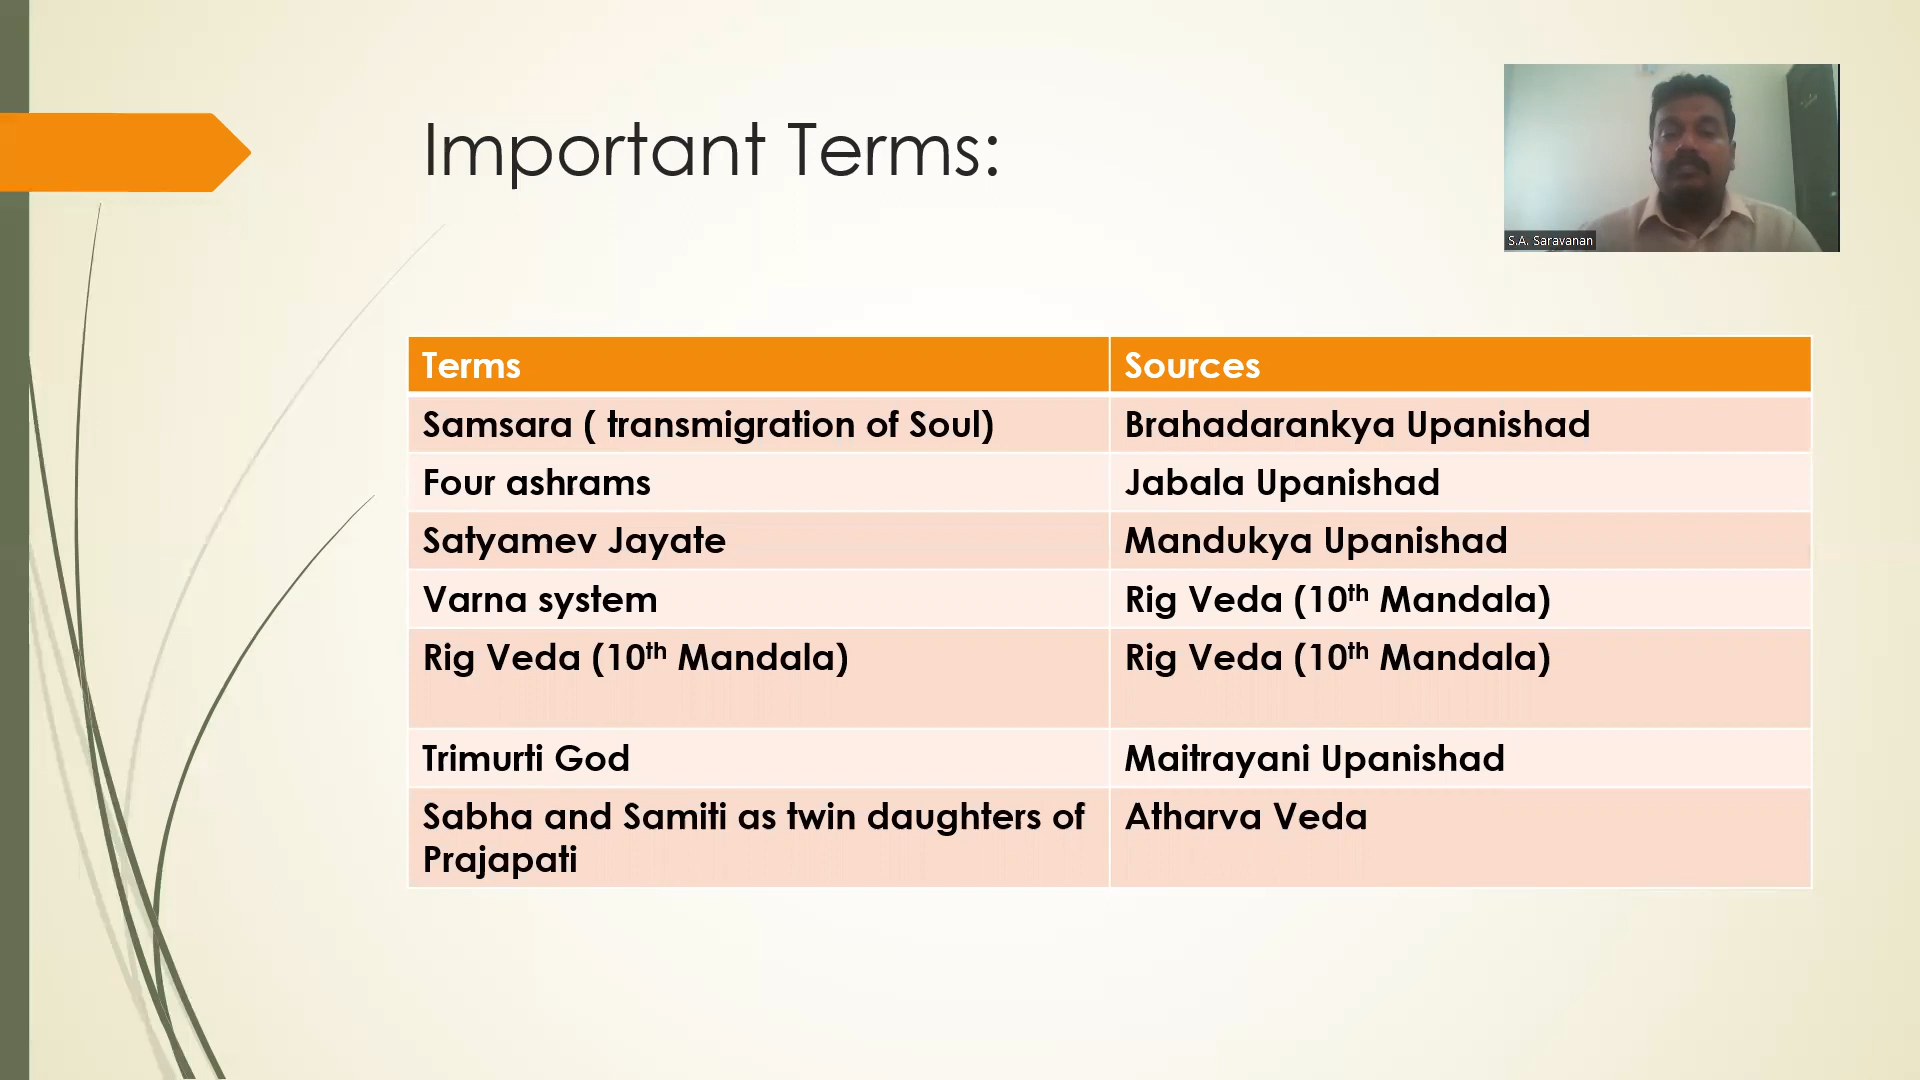 Important Terms:
S.A. Saravanan
Terms Sources
Samsara ( transmigration of Soul) Brahadarankya Upanishad
Four ashrams Jabala Upanishad
Satyamev Jayate Mandukya Upanishad
Varna system Rig Veda (10th Mandala)
Rig Veda (10th Mandala) Rig Veda (10th Mandala)
Trimurti God Maitrayani Upanishad
Sabha and Samiti as twin daughters of Atharva Veda
Prajapati